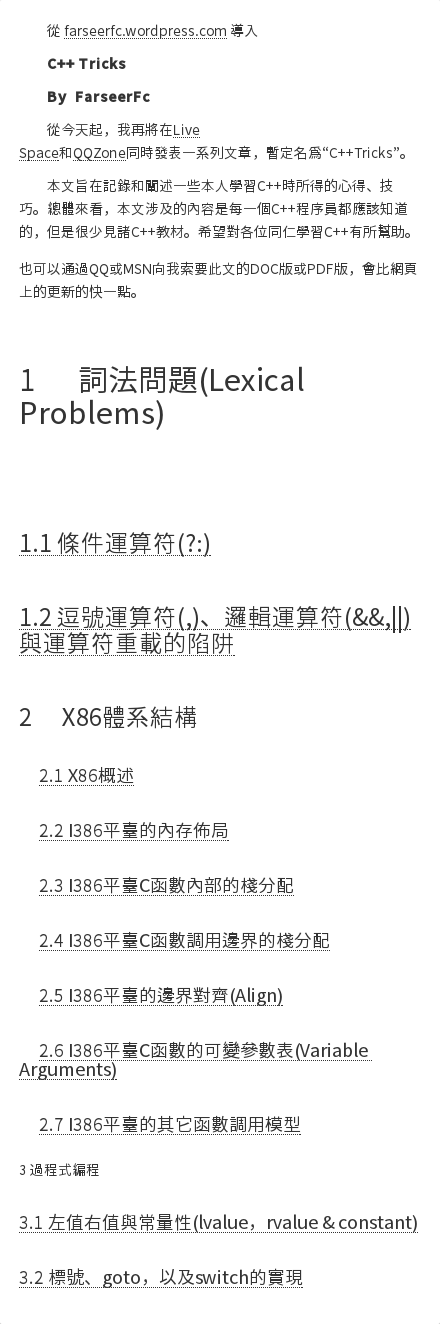 從 farseerfc.wordpress.com 導入
C++ Tricks
By FarseerFc
從今天起，我再將在Live
Space和QQZone同時發表一系列文章，暫定名爲“C++Tricks”。
本文旨在記錄和闡述一些本人學習C++時所得的心得、技
巧。總體來看，本文涉及的內容是每一個C++程序員都應該知道
的，但是很少見諸C++教材。希望對各位同仁學習C++有所幫助。
也可以通過QQ或MSN向我索要此文的DOC版或PDF版，會比網頁
上的更新的快一點。
1 詞法問題(Lexical
Problems)
1.1 條件運算符(?:)
1.2 逗號運算符(,)、邏輯運算符(&&,||)
與運算符重載的陷阱
2 X86體系結構
2.1 X86概述
2.2 I386平臺的內存佈局
2.3 I386平臺C函數內部的棧分配
2.4 I386平臺C函數調用邊界的棧分配
2.5 I386平臺的邊界對齊(Align)
2.6 I386平臺C函數的可變參數表(Variable
Arguments)
2.7 I386平臺的其它函數調用模型
3 過程式編程
3.1 左值右值與常量性(lvalue，rvalue & constant)
3.2 標號、goto，以及switch的實現